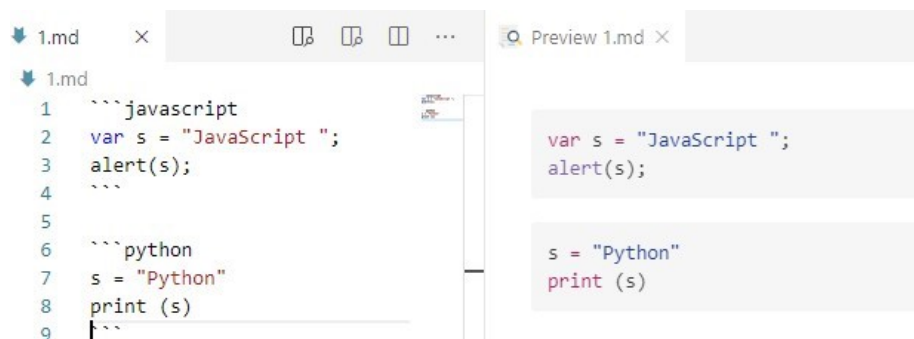 1.md
...
Preview 1.md
1.md
1 ```javascript
2 var s = "JavaScript ";
3 alert(s);
4 ```
5
6 ```python
7 s = "Python"
8 print (s)
9 ```
var s = "JavaScript ";
alert(s);
s = "Python"
print (s)